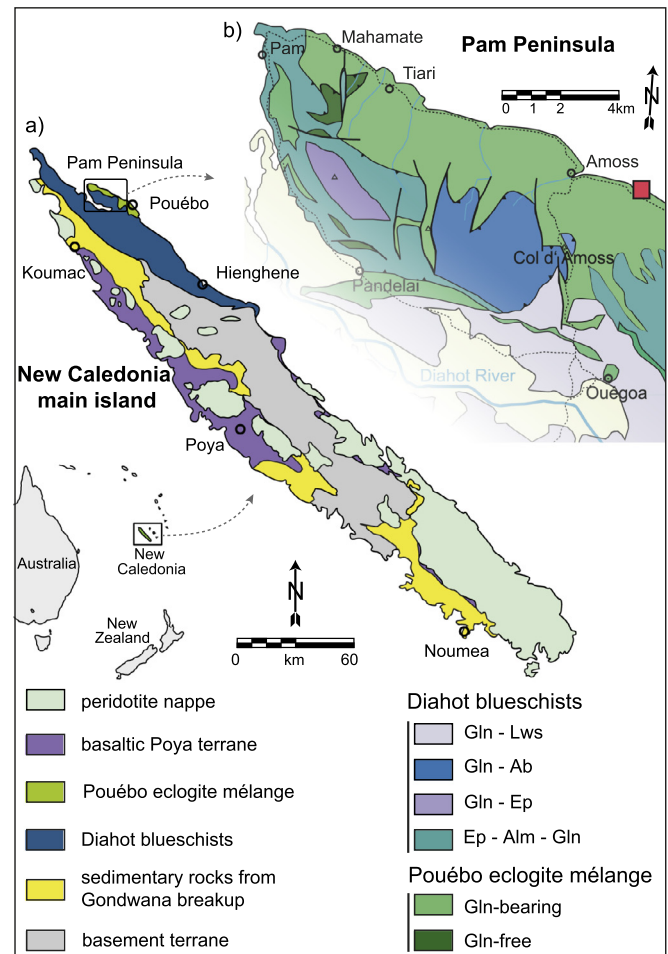 b)
Pam Peninsula
Pam
Mahamate
Tiari
N
0 1 2 4km
Amoss
Col d' Amoss
Pandelai
Diahot River
Ouégoa
a)
Pam Peninsula
Pouébo
Koumac
Hienghene
New Caledonia
main island
Poya
Australia
New
Caledonia
New
Zealand
N
0 km 60
Noumea
peridotite nappe
basaltic Poya terrane
Pouébo eclogite mélange
Diahot blueschists
sedimentary rocks from
Gondwana breakup
basement terrane
Diahot blueschists
Gln - Lws
Gln - Ab
Gln - Ep
Ep - Alm - Gln
Pouébo eclogite mélange
Gln-bearing
Gln-free